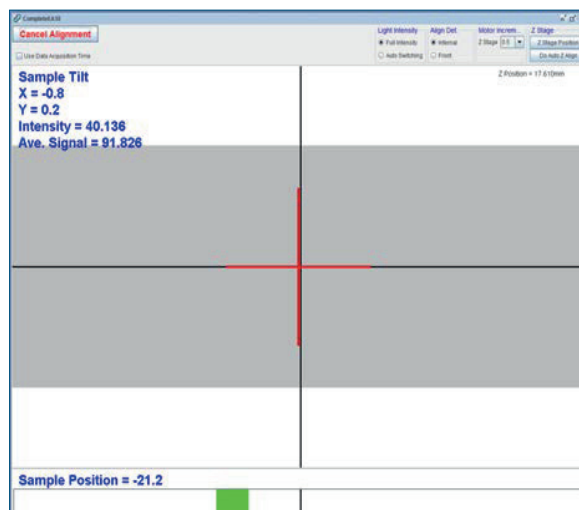 CompleteEASE
Cancel Alignment
Use Data Acquisition Time
Light Intensity
Full Intensity
Auto Switching
Align Det.
Internal
Front
Motor Increm...
Z Stage 0.5
Z Stage
Z Stage Position
Do Auto Z Align
Z Position = 17.610mm
Sample Tilt
X = -0.8
Y = 0.2
Intensity = 40.136
Ave. Signal = 91.826
Sample Position = -21.2